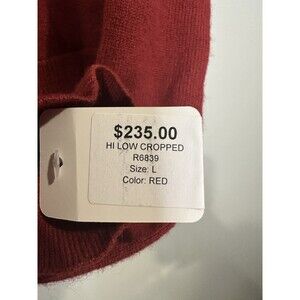 $235.00
HI LOW CROPPED
R6839
Size: L
Color: RED